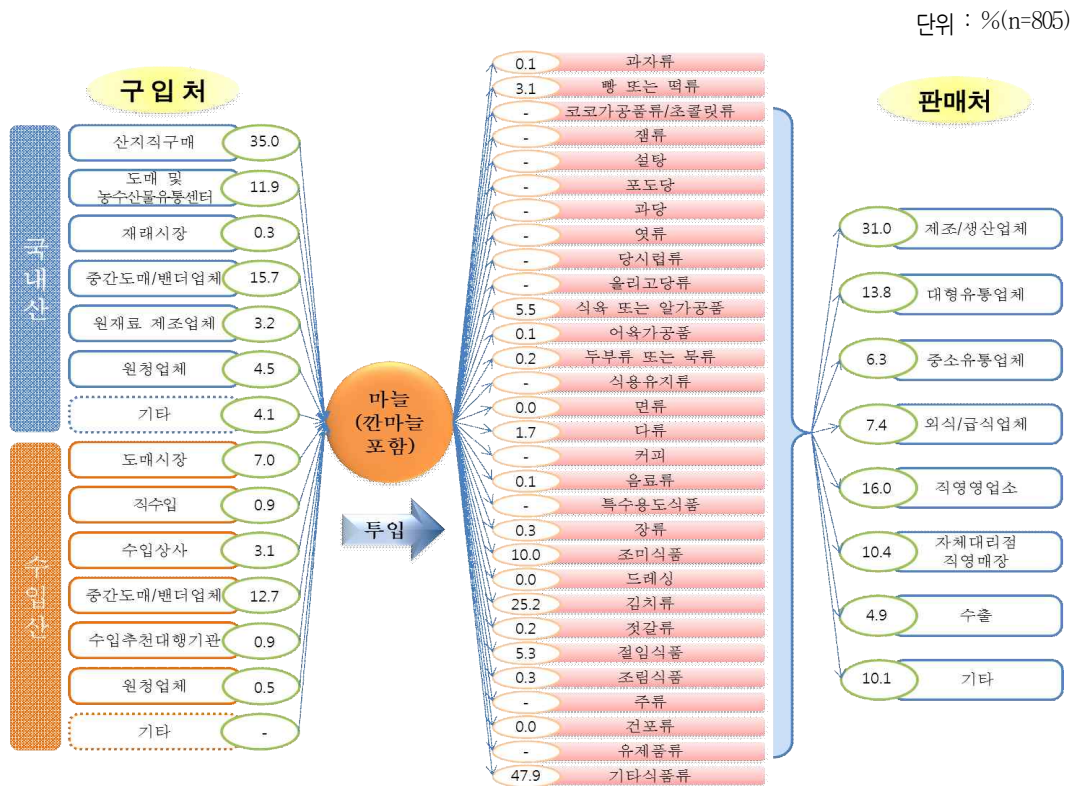 단위 : %(n=805)
구입처
국내산
산지직구매 35.0
도매 및
농수산물유통센터 11.9
재래시장 0.3
중간도매/밴더업체 15.7
원재료 제조업체 3.2
원청업체 4.5
기타 4.1
수입산
도매시장 7.0
직수입 0.9
수입상사 3.1
중간도매/밴더업체 12.7
수입추천대행기관 0.9
원청업체 0.5
기타 -
마늘
(깐마늘
포함)
투입
0.1 과자류
3.1 빵 또는 떡류
- 코코가공품류/초콜릿류
- 잼류
- 설탕
- 포도당
- 과당
- 엿류
- 당시럽류
- 올리고당류
5.5 식육 또는 알가공품
0.1 어육가공품
0.2 두부류 또는 묵류
- 식용유지류
0.0 면류
1.7 다류
- 커피
0.1 음료류
- 특수용도식품
0.3 장류
10.0 조미식품
0.0 드레싱
25.2 김치류
0.2 젓갈류
5.3 절임식품
0.3 조림식품
- 주류
0.0 건포류
- 유제품류
47.9 기타식품류
판매처
31.0 제조/생산업체
13.8 대형유통업체
6.3 중소유통업체
7.4 외식/급식업체
16.0 직영영업소
10.4 자체대리점
직영매장
4.9 수출
10.1 기타